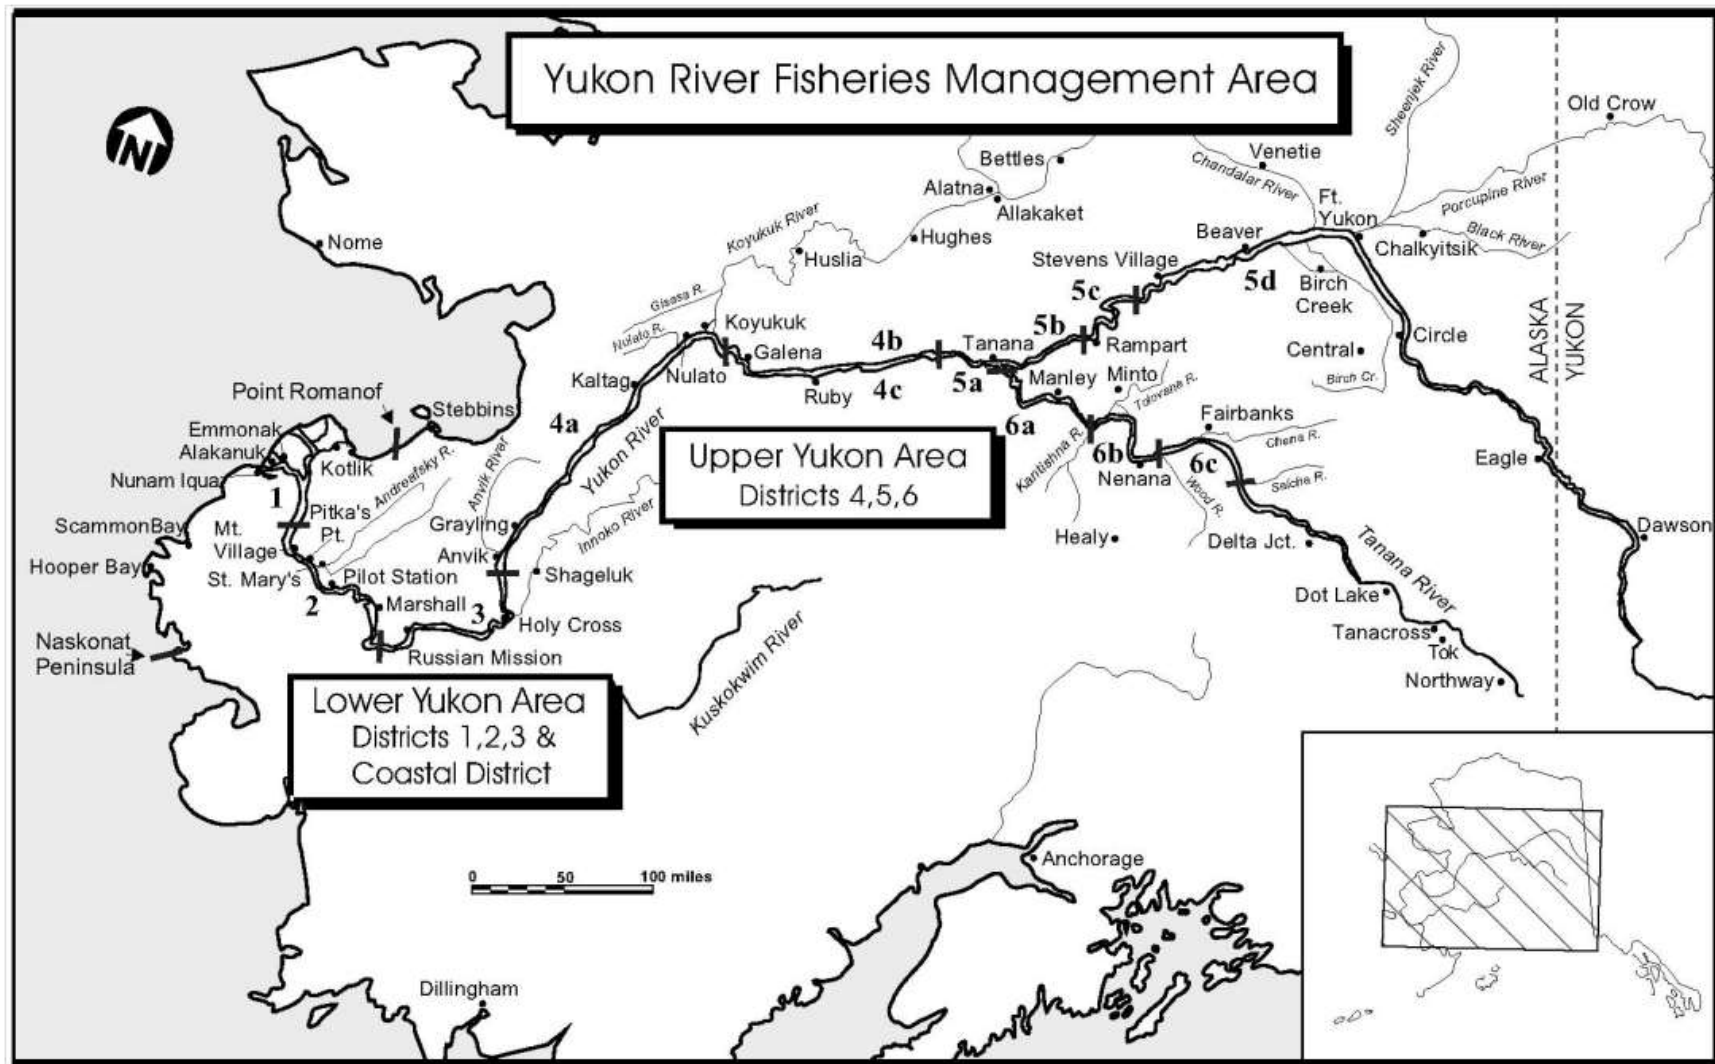 Yukon River Fisheries Management Area
N
Sheenjek River
Old Crow
Bettles
Venetie
Chandalar River
Alatna
Allakaket
Ft.
Yukon
Porcupine River
Black River
Chalkyitsik
Koyukuk River
Hughes
Huslia
Beaver
Nome
Stevens Village
5c
5d
Birch
Creek
Gisasa R.
Nulato R.
Koyukuk
Galena
4b
Tanana
5b
Rampart
Circle
Central
ALASKA
YUKON
Kaltag
Nulato
Ruby
4c
5a
Manley
Minto
Tolovana R.
Birch Cr.
Point Romanof
Stebbins
4a
Yukon River
6a
Fairbanks
Chena R.
Emmonak
Alakanuk
Kotlik
Nunam Iqua
Andreafsky R.
Anvik River
Upper Yukon Area
Districts 4,5,6
Kantishna R.
6b
6c
Nenana
Wood R.
Salcha R.
Eagle
1
Pitka's
Pt.
Grayling
Innoko River
ScammonBay
Mt.
Village
Anvik
Healy
Delta Jct.
Tanana River
Dawson
Hooper Bay
St. Mary's
Pilot Station
Shageluk
2
Marshall
3
Holy Cross
Dot Lake
Naskonat
Peninsula
Russian Mission
Kuskokwim River
Tanacross
Tok
Northway
Lower Yukon Area
Districts 1,2,3 &
Coastal District
Anchorage
0 50 100 miles
Dillingham